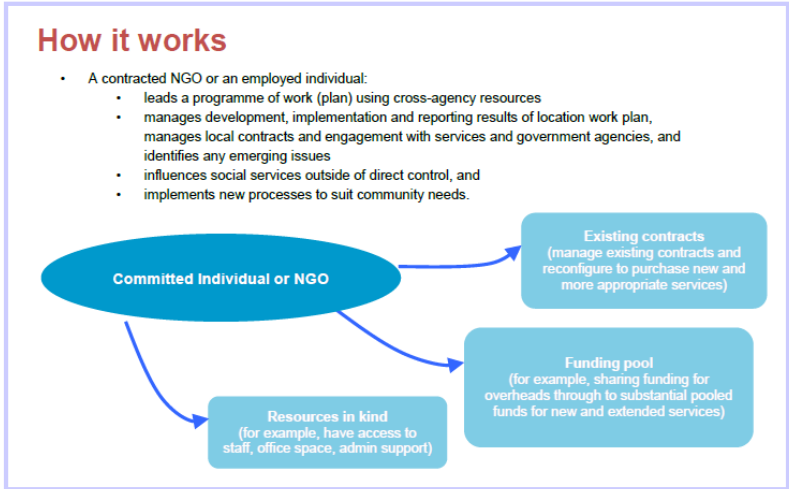 How it works
• A contracted NGO or an employed individual:
• leads a programme of work (plan) using cross-agency resources
• manages development, implementation and reporting results of location work plan,
manages local contracts and engagement with services and government agencies, and
identifies any emerging issues
• influences social services outside of direct control, and
• implements new processes to suit community needs.
Existing contracts
(manage existing contracts and
reconfigure to purchase new and
more appropriate services)
Committed Individual or NGO
Funding pool
(for example, sharing funding for
overheads through to substantial pooled
funds for new and extended services)
Resources in kind
(for example, have access to
staff, office space, admin support)